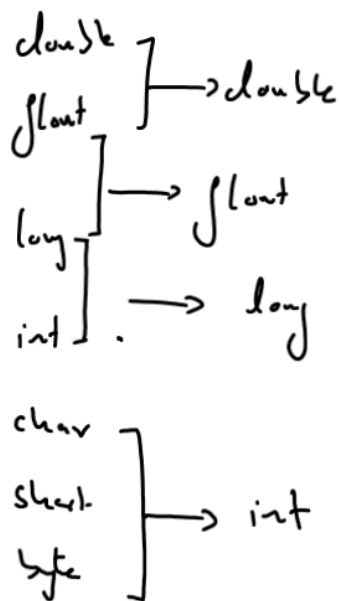 double
double
float
float
long
long
int
char
short
int
byte